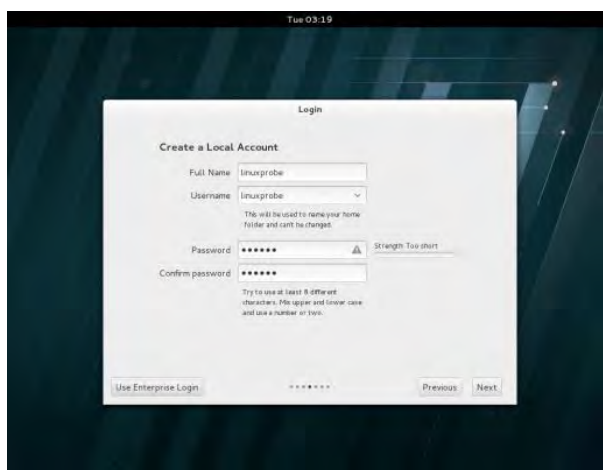 Tue 03:19
Login
Create a Local Account
Full Name linuxprobe
Username linuxprobe
This will be used to name your home
folder and can't be changed.
Password ●●●●●● Strength Too short
Confirm password ●●●●●●
Try to use at least 8 different
characters. Mix upper and lower case
and use a number or two.
Use Enterprise Login Previous Next